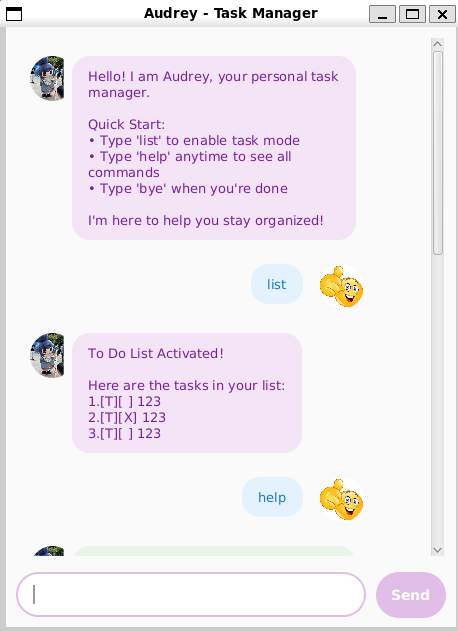 Audrey - Task Manager
Hello! I am Audrey, your personal task
manager.
Quick Start:
• Type 'list' to enable task mode
• Type 'help' anytime to see all
commands
• Type 'bye' when you're done
I'm here to help you stay organized!
list
To Do List Activated!
Here are the tasks in your list:
1.[T][ ] 123
2.[T][X] 123
3.[T][ ] 123
help
Send